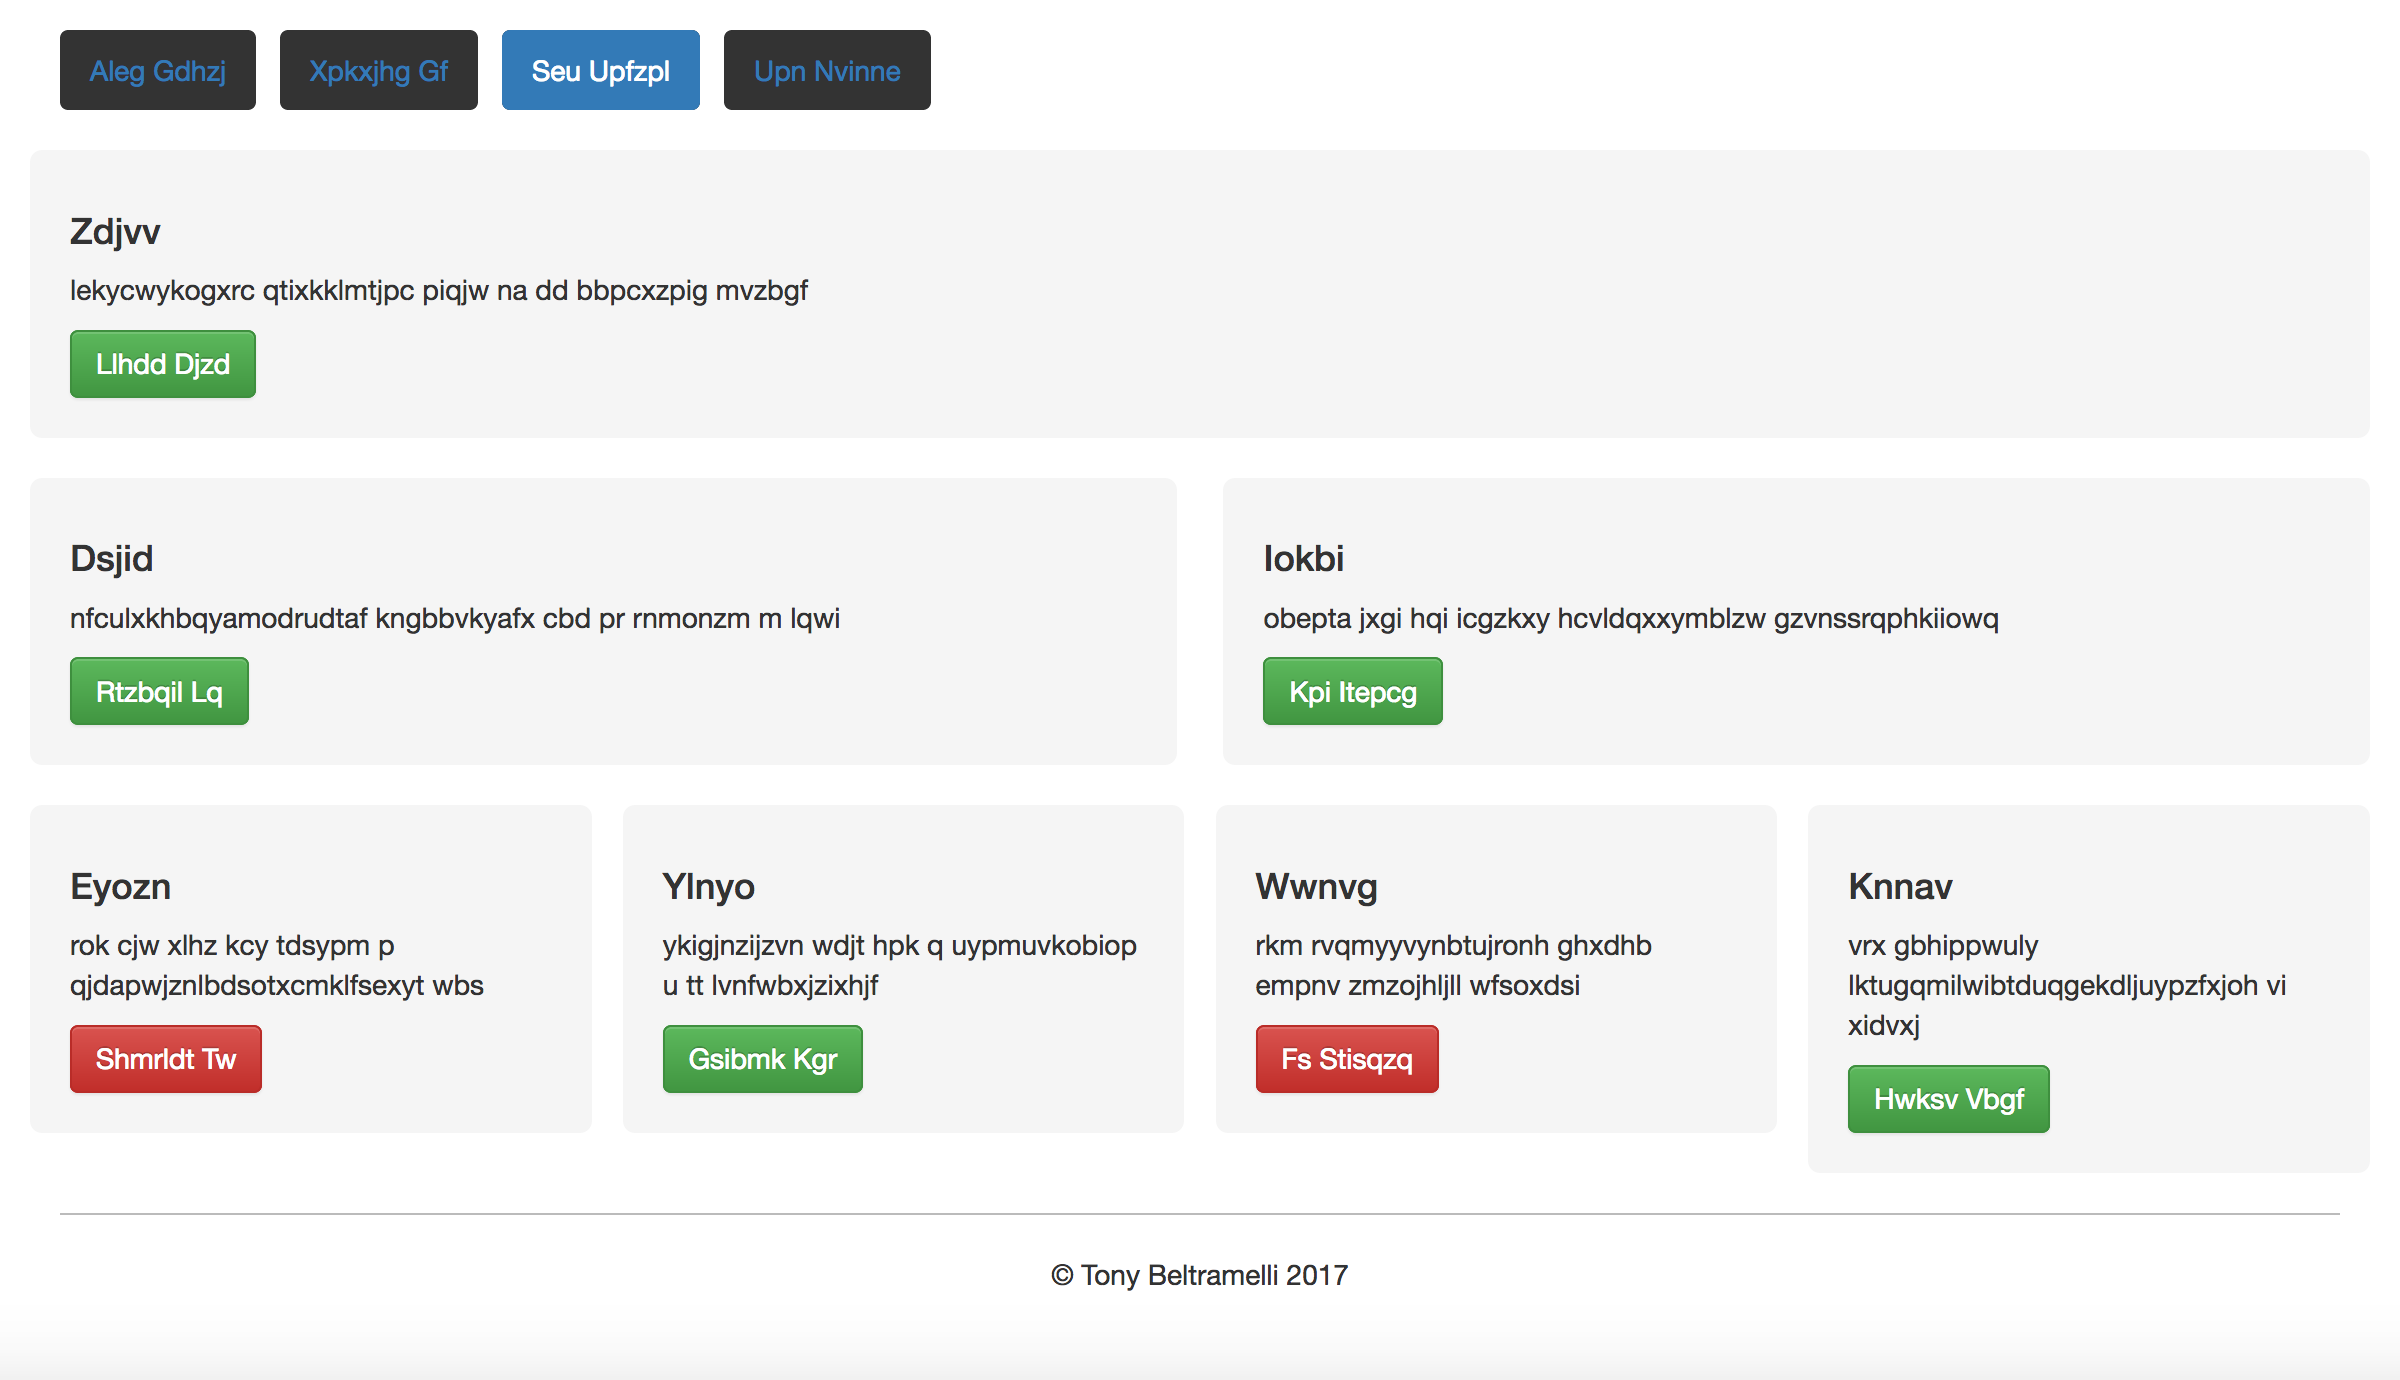 Aleg Gdhzj
Xpkxjhg Gf
Seu Upfzpl
Upn Nvinne
Zdjvv
lekycwykogxrc qtixkklmtjpc piqjw na dd bbpcxzpig mvzbgf
Llhdd Djzd
Dsjid
nfculxkhbqyamodrudtaf kngbbvkyafx cbd pr rnmonzm m lqwi
Rtzbqil Lq
Iokbi
obepta jxgi hqi icgzkxy hcvldqxxymblzw gzvnssrqphkiiowq
Kpi Itepcg
Eyozn
rok cjw xlhz kcy tdsypm p
qjdapwjznlbdsotxcmklfsexyt wbs
Shmrldt Tw
Ylnyo
ykigjnzijzvn wdjt hpk q uypmuvkobiop
u tt lvnfwbxjzixhjf
Gsibmk Kgr
Wwnvg
rkm rvqmyyvynbtujronh ghxdhb
empnv zmzojhljll wfsoxdsi
Fs Stisqzq
Knnav
vrx gbhippwuly
lktugqmilwibtduqgekdljuypzfxjoh vi
xidvxj
Hwksv Vbgf
© Tony Beltramelli 2017